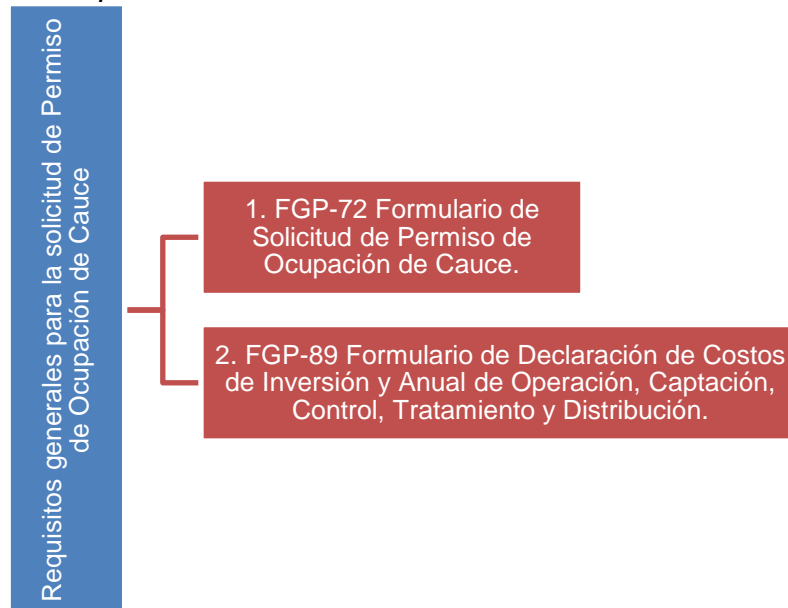 Requisitos generales para la solicitud de Permiso
de Ocupación de Cauce
1. FGP-72 Formulario de
Solicitud de Permiso de
Ocupación de Cauce.
2. FGP-89 Formulario de Declaración de Costos
de Inversión y Anual de Operación, Captación,
Control, Tratamiento y Distribución.